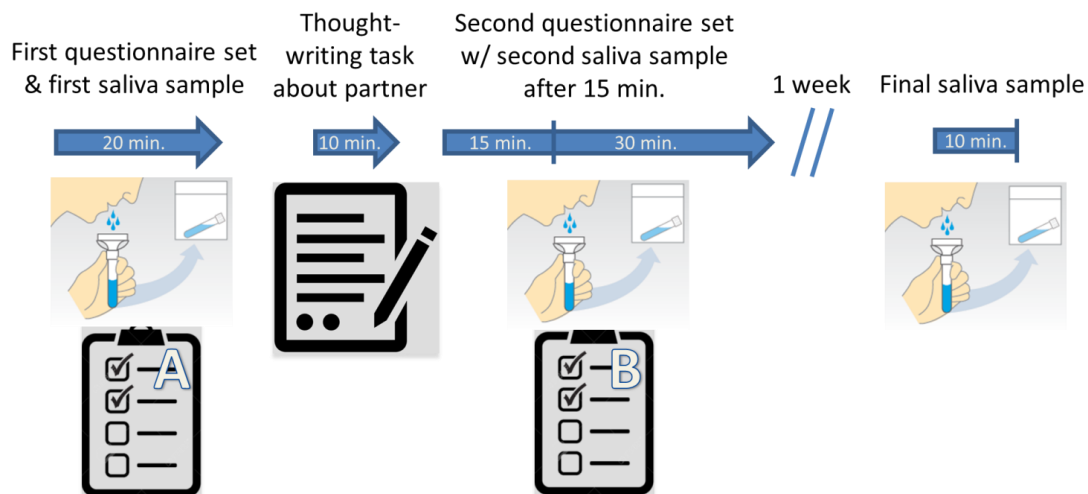 First questionnaire set
& first saliva sample
Thought-
writing task
about partner
Second questionnaire set
w/ second saliva sample
after 15 min.
1 week
Final saliva sample
20 min.
10 min.
15 min.
30 min.
10 min.
A
B